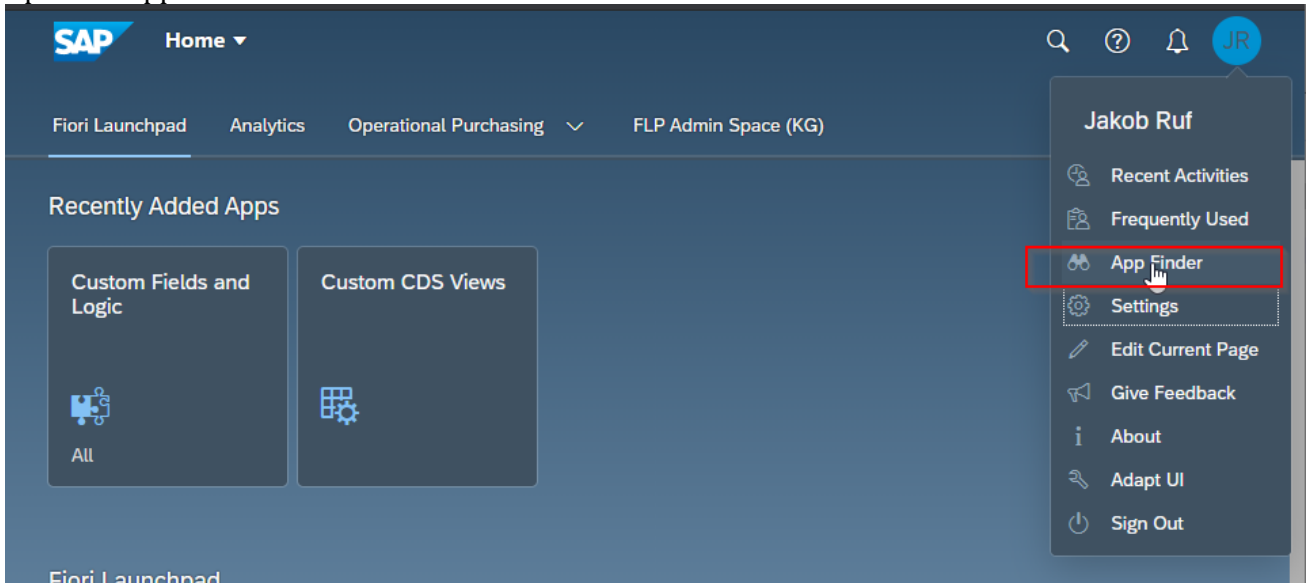 SAP Home
JR
Fiori Launchpad Analytics Operational Purchasing FLP Admin Space (KG)
Recently Added Apps
Custom Fields and
Logic
All
Custom CDS Views
Jakob Ruf
Recent Activities
Frequently Used
App Finder
Settings
Edit Current Page
Give Feedback
About
Adapt UI
Sign Out
Fiori Launchpad